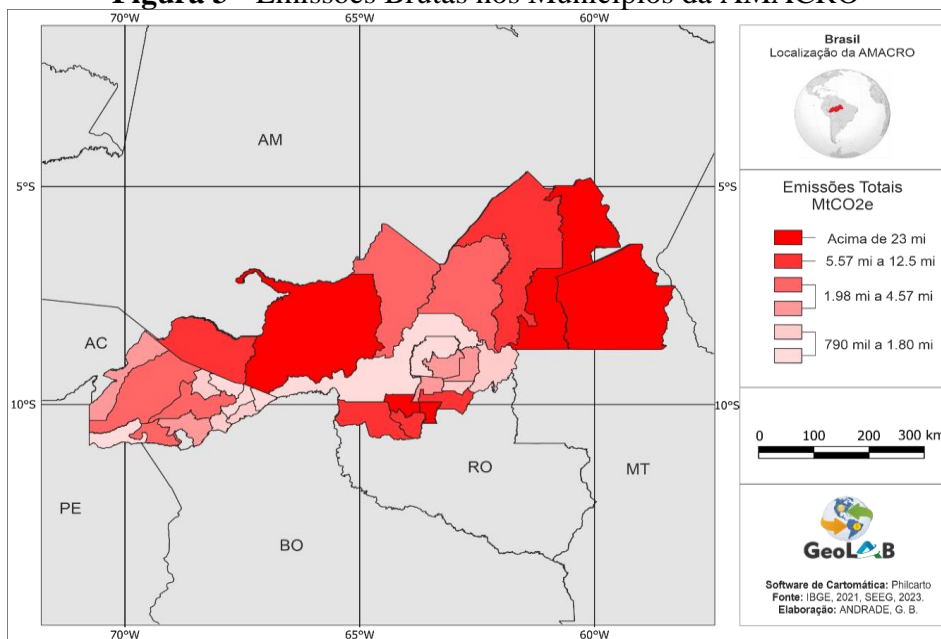 Figura 3 - Emissões Brutas nos Municípios da AMACRO
70°W
65°W
60°W
AM
5°S
5°S
AC
10°S
10°S
PE
BO
RO
MT
70°W
65°W
60°W
Brasil
Localização da AMACRO
Emissões Totais
MtCO2e
Acima de 23 mi
5.57 mi a 12.5 mi
1.98 mi a 4.57 mi
790 mil a 1.80 mi
0 100 200 300 km
GeoLAB
Software de Cartomática: Philcarto
Fonte: IBGE, 2021, SEEG, 2023.
Elaboração: ANDRADE, G. B.